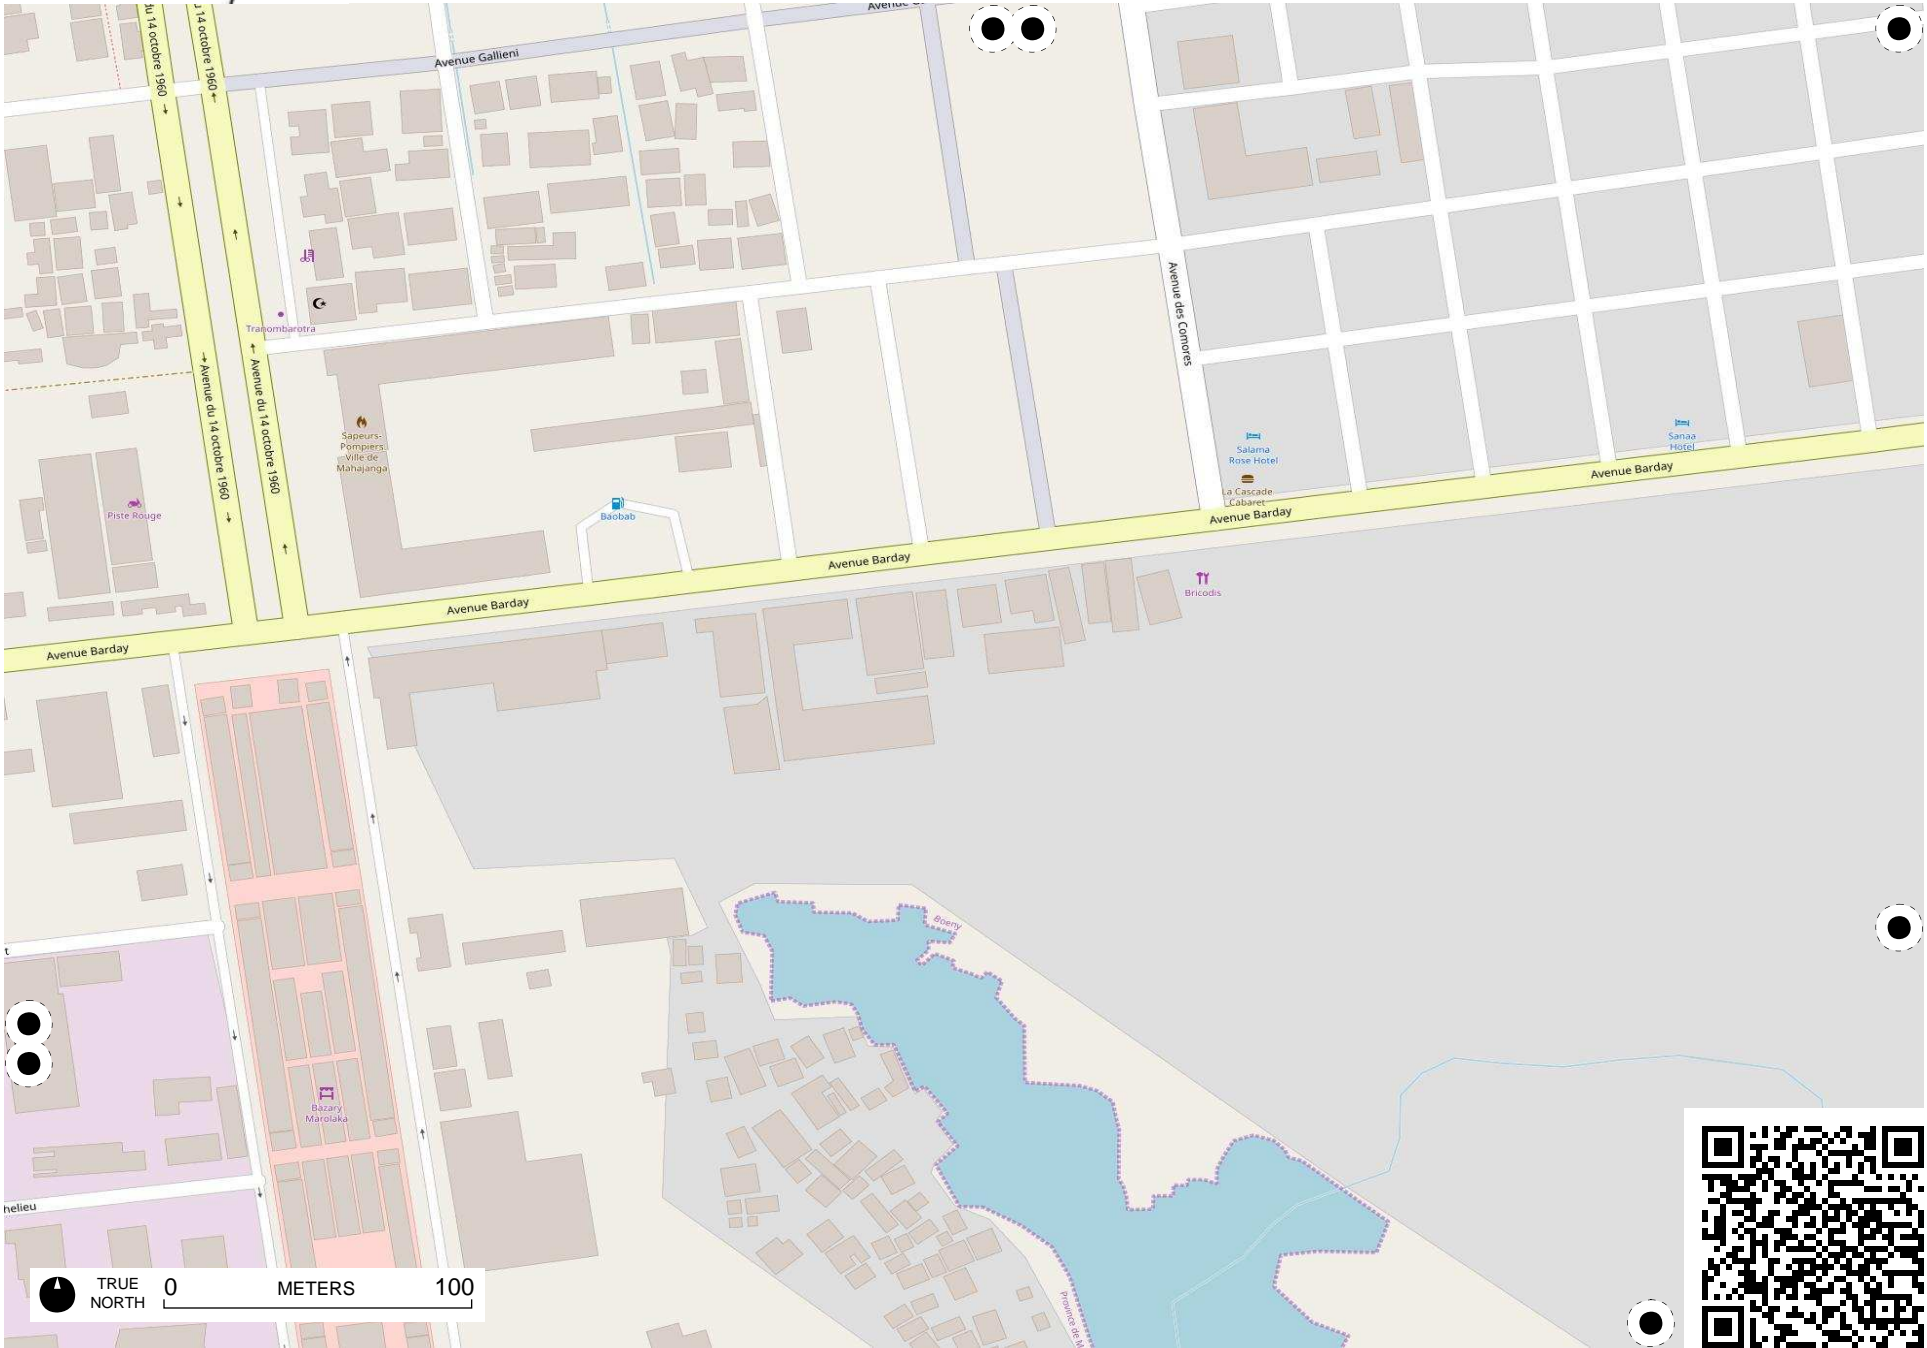 Avenue Gallieni
du 14 octobre 1960
u 14 octobre 1960
Avenue des Comores
Tranombarotra
Avenue du 14 octobre 1960
Avenue du 14 octobre 1960
Sapeurs-
Pompiers
Ville de
Mahajanga
Salama
Rose Hotel
Sanaa
Hotel
Avenue Barday
La Cascade
Cabaret
Piste Rouge
Baobab
Avenue Barday
Avenue Barday
Avenue Barday
Avenue Barday
Bricodis
Boeny
t
Bazary
Marolaka
helieu
Province de M
TRUE
NORTH
0 METERS 100